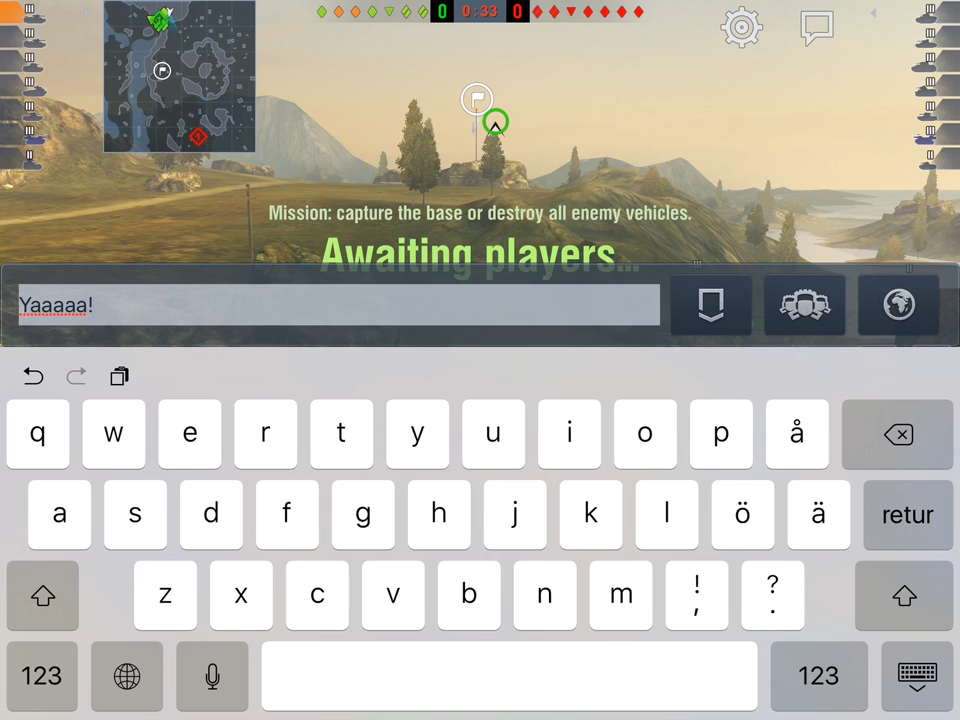 0 0:33 0
1
Mission: capture the base or destroy all enemy vehicles.
Awaiting players...
Yaaaaa!
q w e r t y u i o p å
a s d f g h j k l ö ä retur
z x c v b n m ! , ? .
123 123